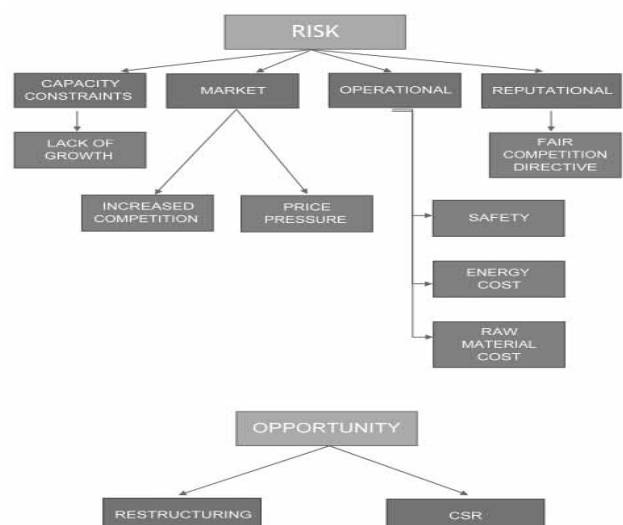 RISK
CAPACITY
CONSTRAINTS
MARKET
OPERATIONAL
REPUTATIONAL
LACK OF
GROWTH
FAIR
COMPETITION
DIRECTIVE
INCREASED
COMPETITION
PRICE
PRESSURE
SAFETY
ENERGY
COST
RAW
MATERIAL
COST
OPPORTUNITY
RESTRUCTURING
CSR